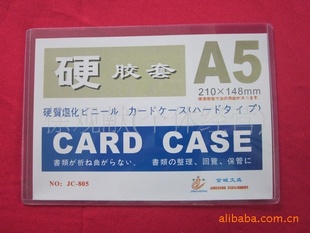 硬 胶套 A5
210×148mm
硬質塩化ビニール カードケース(ハードタイプ)
CARD CASE
書類が折ね曲がらない。 書類の整理、回覧、保管に
NO: JC-805
alibaba.com.cn